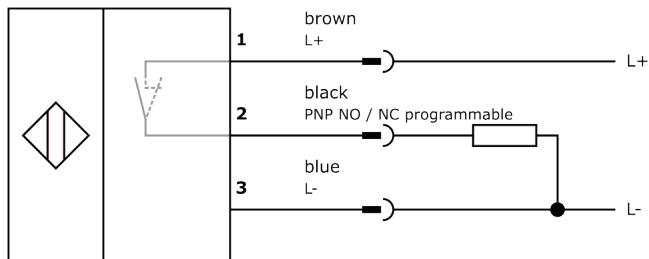 brown
1 L+
L+
black
2 PNP NO / NC programmable
blue
3 L-
L-